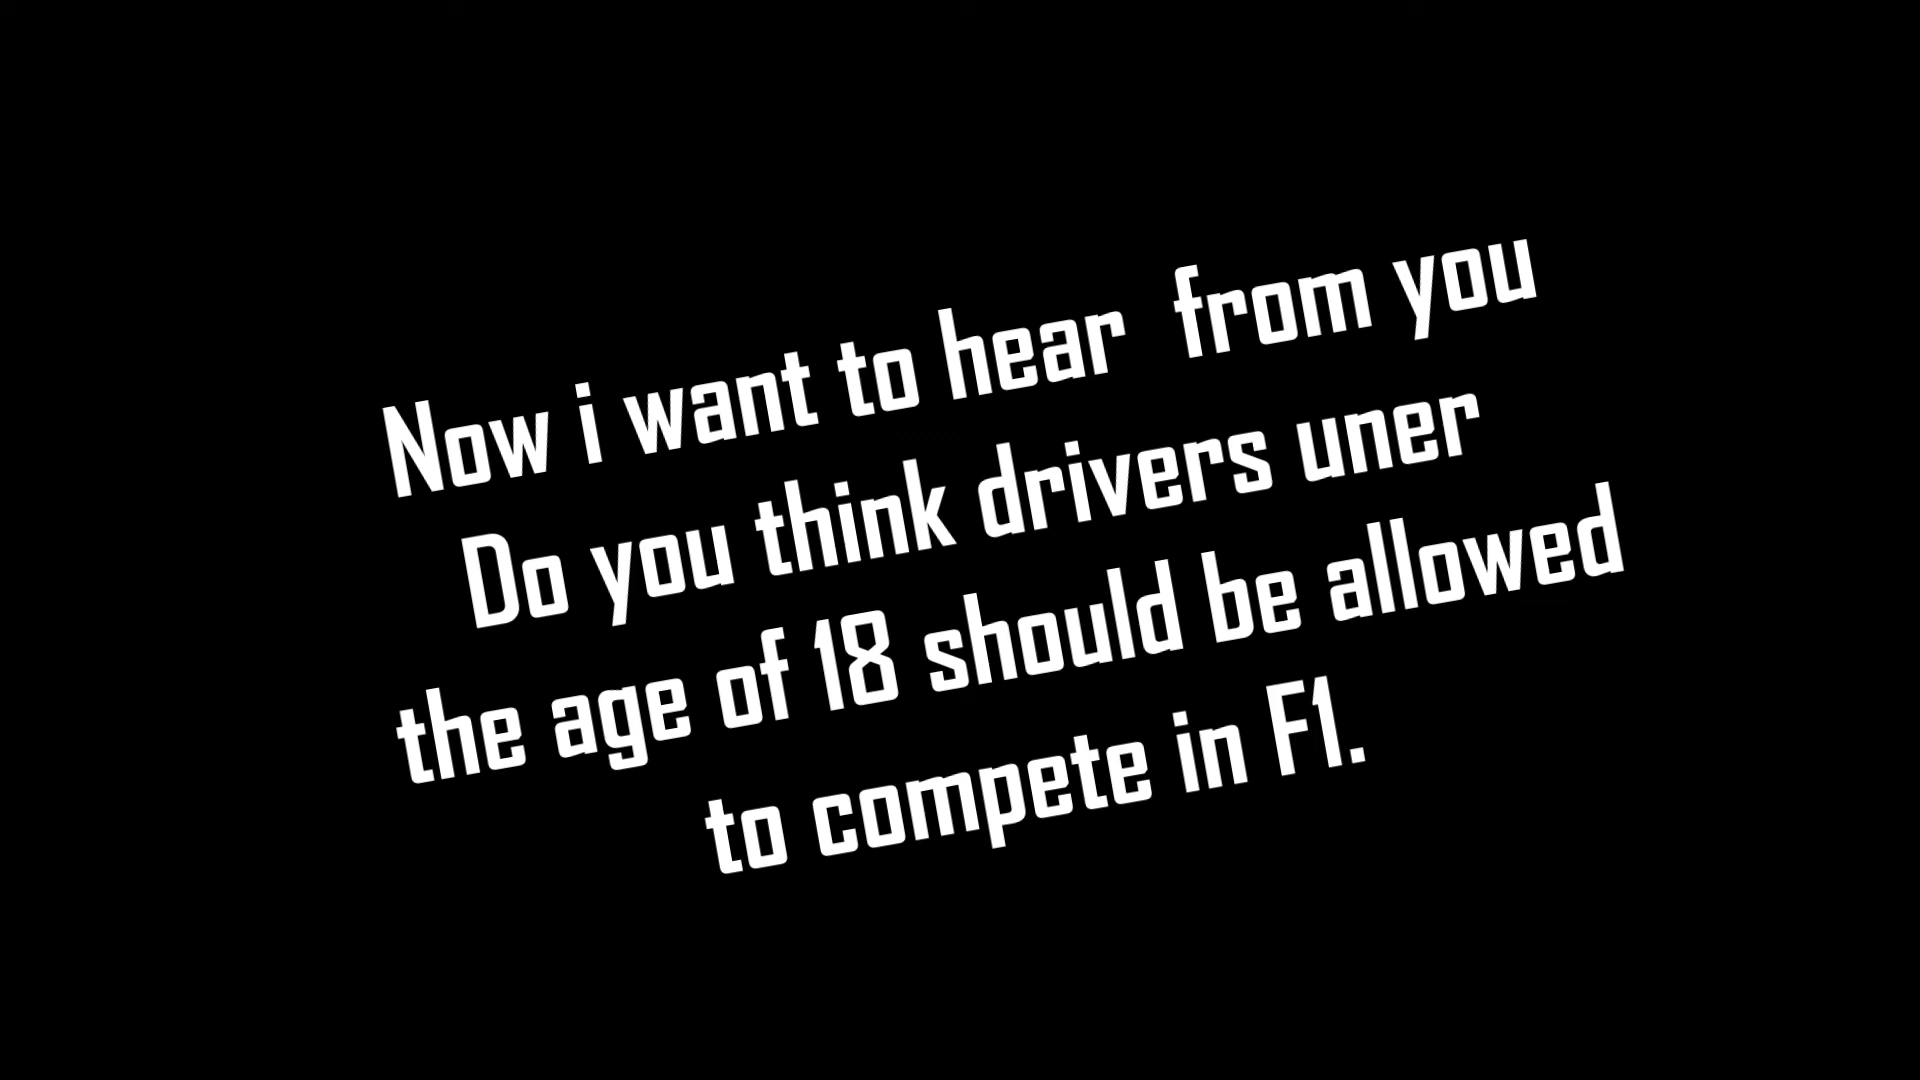 Now i want to hear  from you
Do you think drivers uner
the age of 18 should be allowed
to compete in F1.